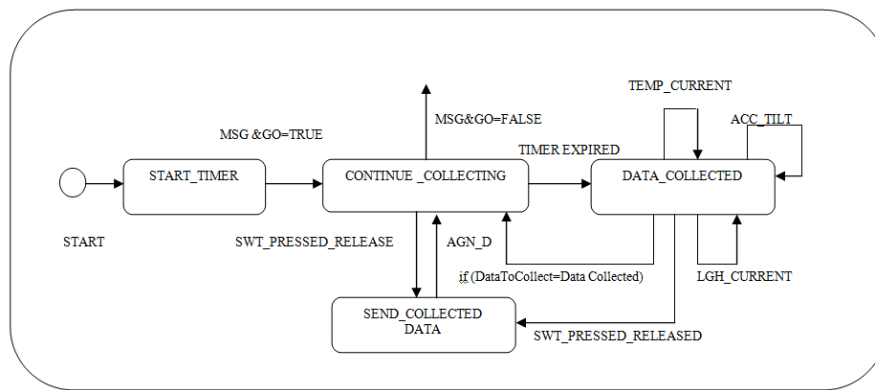 TEMP_CURRENT
MSG&GO=FALSE
ACC_TILT
MSG &GO=TRUE
TIMER EXPIRED
START_TIMER
CONTINUE _COLLECTING
DATA_COLLECTED
START
SWT_PRESSED_RELEASE
AGN_D
if (DataToCollect=Data Collected)
LGH_CURRENT
SEND_COLLECTED
DATA
SWT_PRESSED_RELEASED